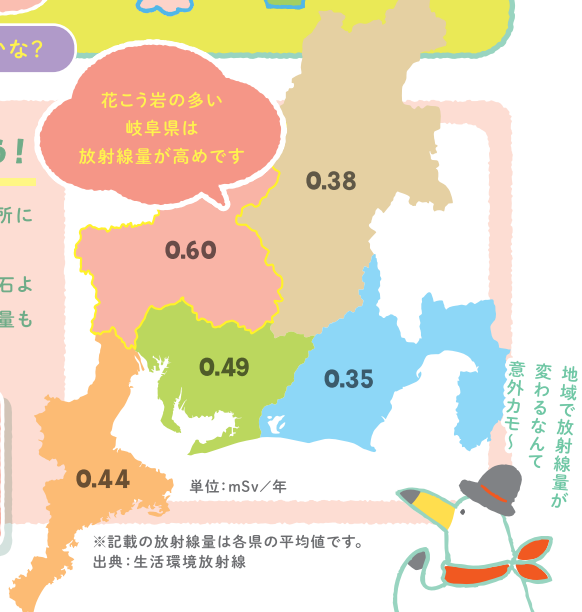 かな?
花こう岩の多い
岐阜県は
放射線量が高めです
！
所に
石よ
量も
0.38
0.60
0.49
0.35
0.44
単位：mSv／年
地域で放射線量が
変わるなんて
意外カモ〜
※記載の放射線量は各県の平均値です。
出典：生活環境放射線